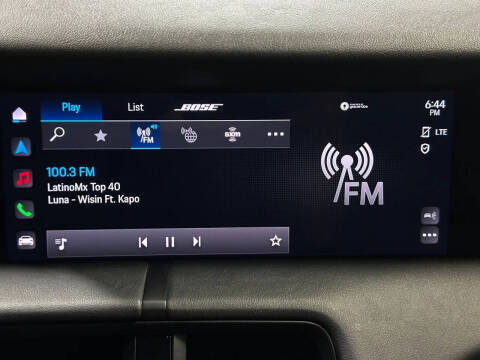 Play List BOSE
6:44
PM
LTE
FM
sxm
100.3 FM
LatinoMx Top 40
Luna - Wisin Ft. Kapo
FM